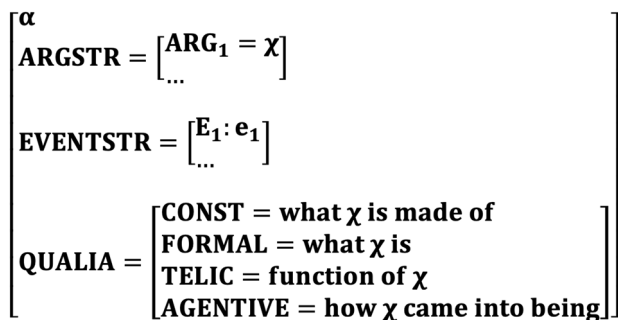 α
ARGSTR = [ARG₁ = χ
...]
EVENTSTR = [E₁: e₁
...]
QUALIA = [CONST = what χ is made of
FORMAL = what χ is
TELIC = function of χ
AGENTIVE = how χ came into being]